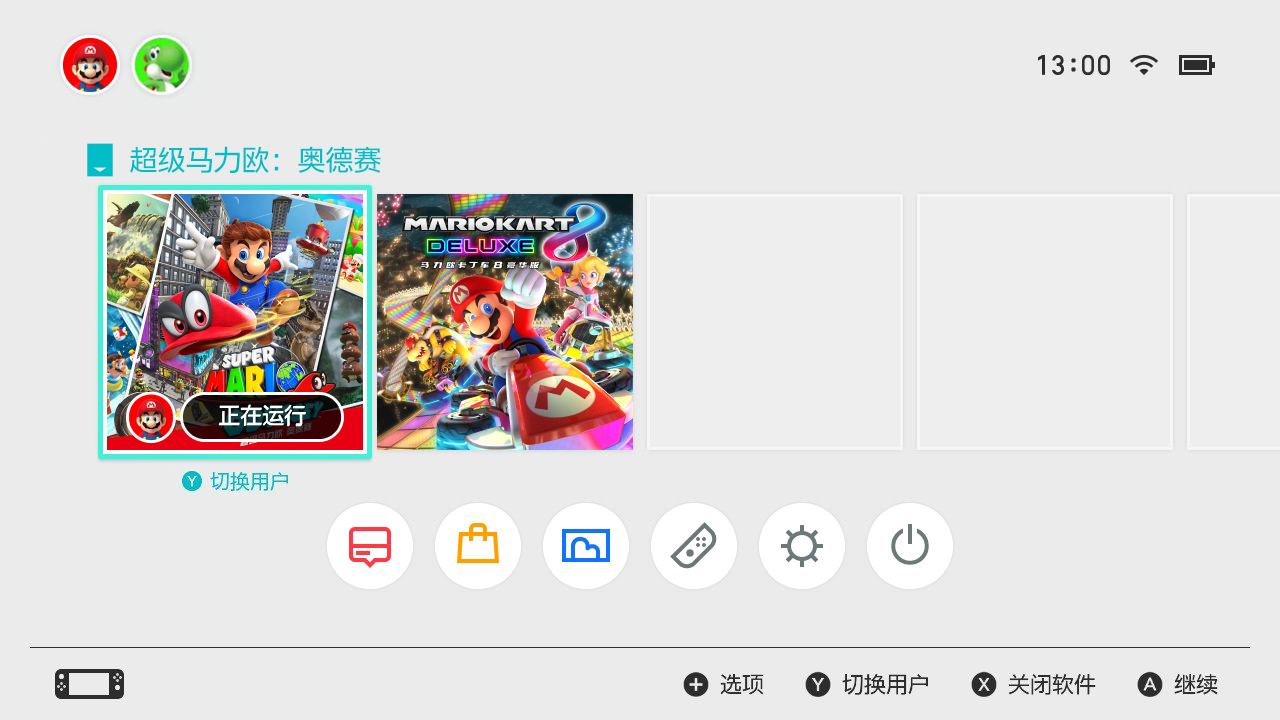 13:00
超级马力欧：奥德赛
MARIOKART 8
DELUXE
马力欧卡丁车8豪华版
SUPER
MARIO
正在运行
Y 切换用户
选项
Y 切换用户
X 关闭软件
A 继续